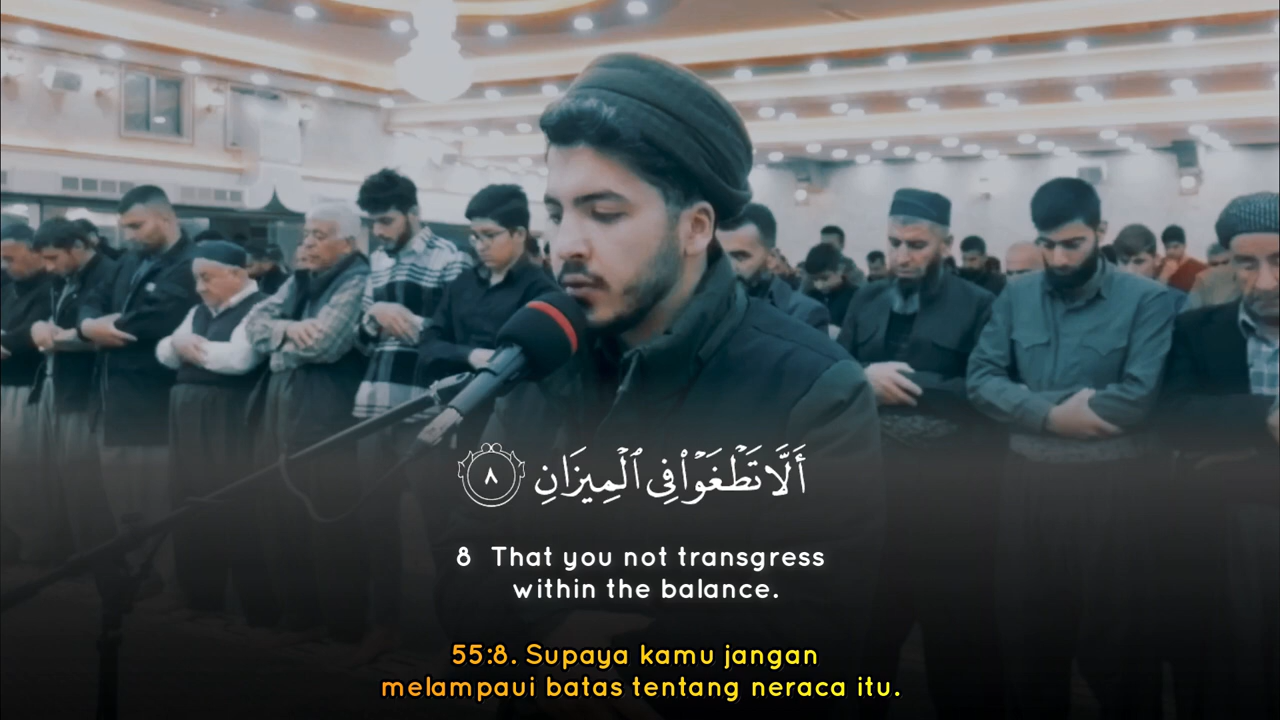 أَلَّا تَطْغَوْا۟ فِى ٱلْمِيزَانِ ٨
8 That you not transgress
within the balance.
55:8. Supaya kamu jangan
melampaui batas tentang neraca itu.